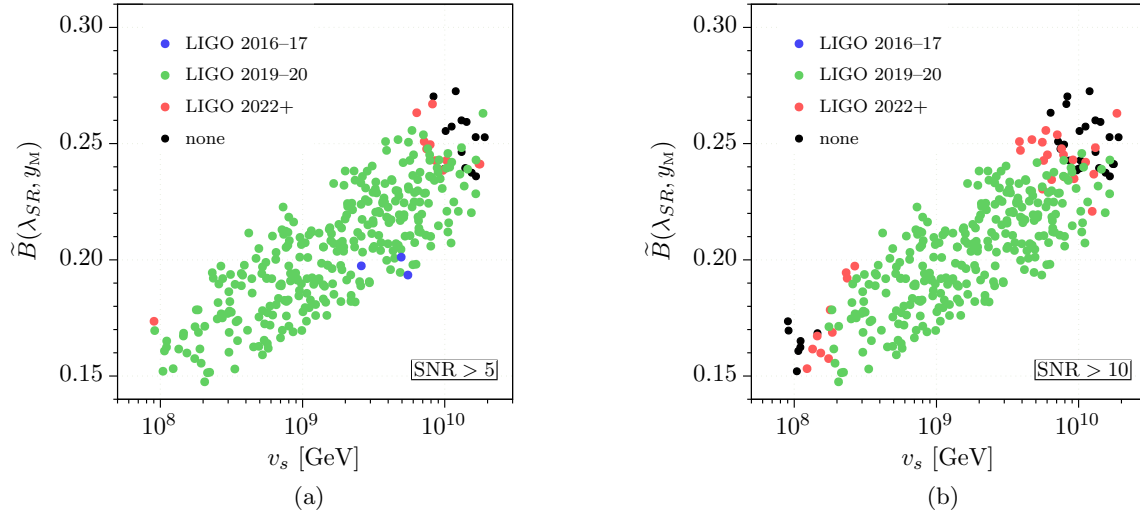 0.30
0.25
0.20
0.15
B̃(λ_SR, y_M)
LIGO 2016–17
LIGO 2019–20
LIGO 2022+
none
SNR > 5
10^8
10^9
10^10
v_s [GeV]
(a)
0.30
0.25
0.20
0.15
B̃(λ_SR, y_M)
LIGO 2016–17
LIGO 2019–20
LIGO 2022+
none
SNR > 10
10^8
10^9
10^10
v_s [GeV]
(b)